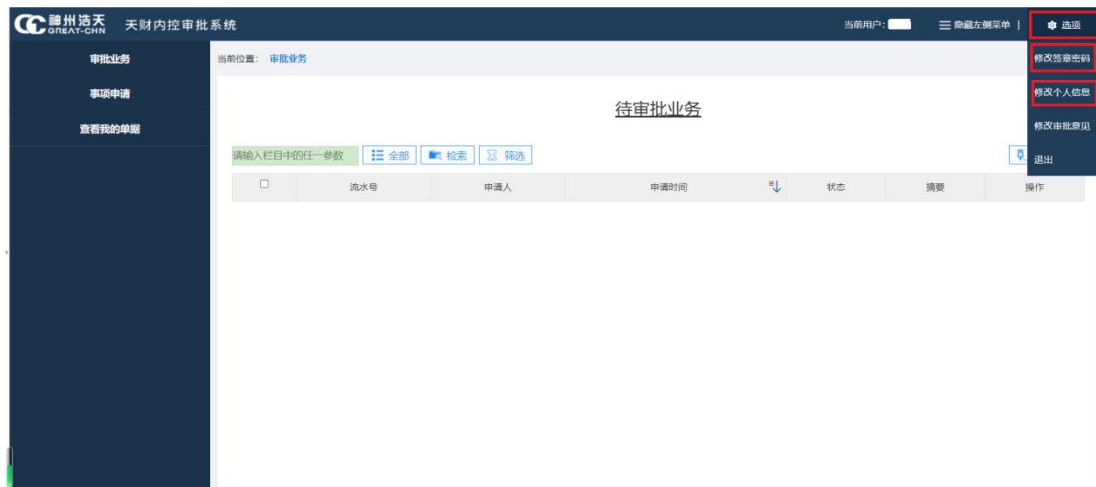 神州浩天
GREAT-CHN
天财内控审批系统
当前用户:
隐藏左侧菜单 |
选项
审批业务
事项申请
查看我的单据
当前位置: 审批业务
修改签章密码
修改个人信息
修改审批意见
退出
待审批业务
请输入栏目中的任一参数
全部
检索
筛选
流水号 申请人 申请时间 状态 摘要 操作